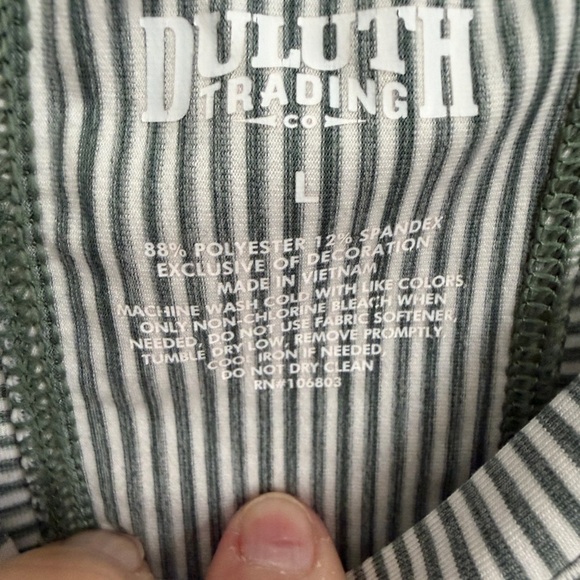 DULUTH
TRADING
CO
L
88% POLYESTER 12% SPANDEX
EXCLUSIVE OF DECORATION
MADE IN VIETNAM
MACHINE WASH COLD WITH LIKE COLORS,
ONLY NON-CHLORINE BLEACH WHEN
NEEDED, DO NOT USE FABRIC SOFTENER,
TUMBLE DRY LOW, REMOVE PROMPTLY,
COOL IRON IF NEEDED,
DO NOT DRY CLEAN
RN#106803